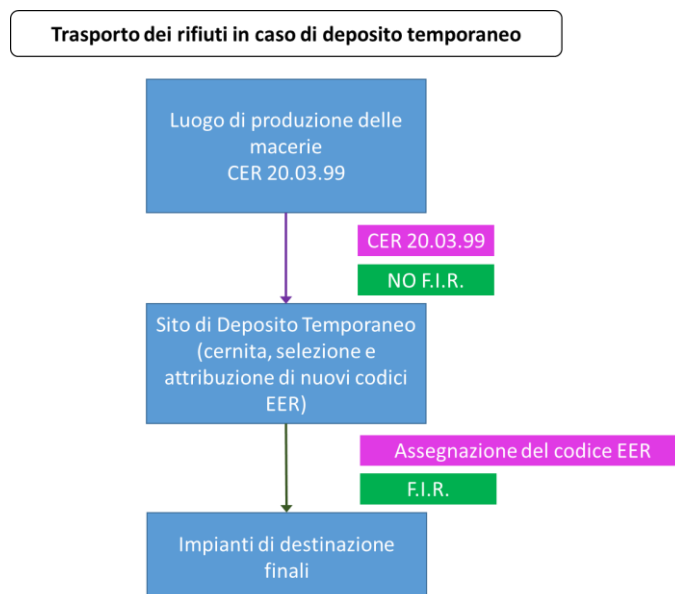 Trasporto dei rifiuti in caso di deposito temporaneo
Luogo di produzione delle
macerie
CER 20.03.99
CER 20.03.99
NO F.I.R.
Sito di Deposito Temporaneo
(cernita, selezione e
attribuzione di nuovi codici
EER)
Assegnazione del codice EER
F.I.R.
Impianti di destinazione
finali